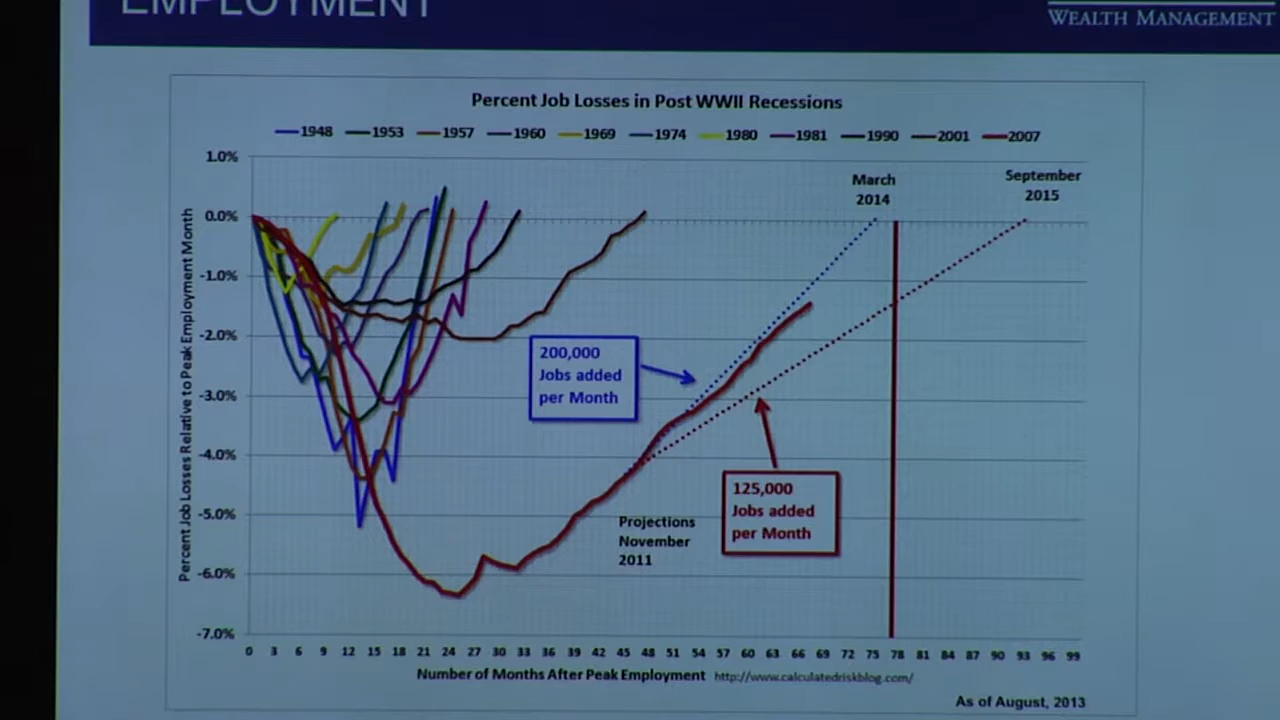 EMPLOYMENT
WEALTH MANAGEMENT
Percent Job Losses in Post WWII Recessions
1948 1953 1957 1960 1969 1974 1980 1981 1990 2001 2007
1.0%
0.0%
-1.0%
-2.0%
-3.0%
-4.0%
-5.0%
-6.0%
-7.0%
Percent Job Losses Relative to Peak Employment Month
March
2014
September
2015
200,000
Jobs added
per Month
125,000
Jobs added
per Month
Projections
November
2011
0 3 6 9 12 15 18 21 24 27 30 33 36 39 42 45 48 51 54 57 60 63 66 69 72 75 78 81 84 87 90 93 96 99
Number of Months After Peak Employment http://www.calculatedriskblog.com/
As of August, 2013